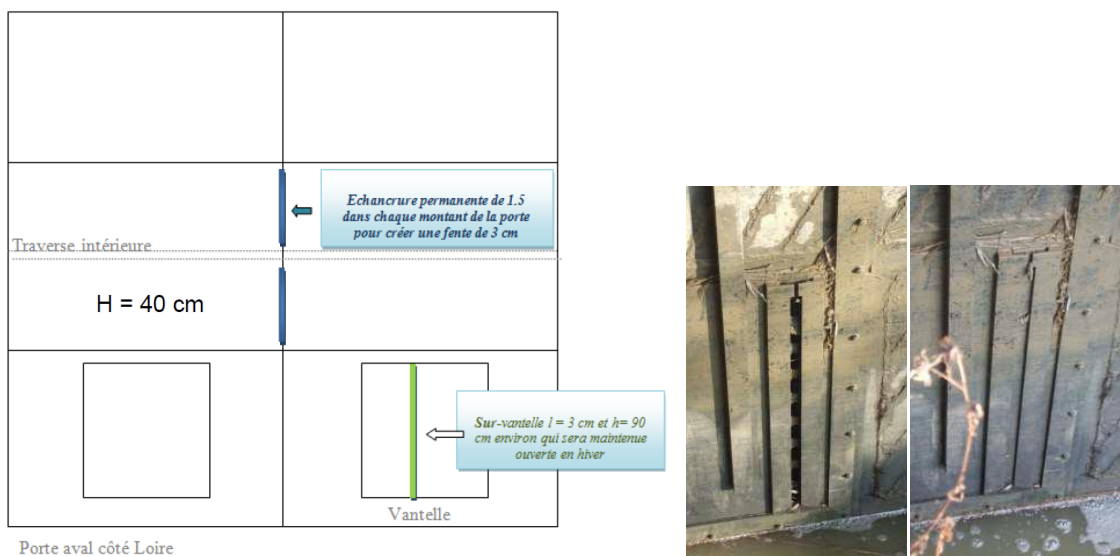 Echancrure permanente de 1.5
dans chaque montant de la porte
pour créer une fente de 3 cm
Traverse intérieure
H = 40 cm
Sur-vantelle l = 3 cm et h= 90
cm environ qui sera maintenue
ouverte en hiver
Vantelle
Porte aval côté Loire